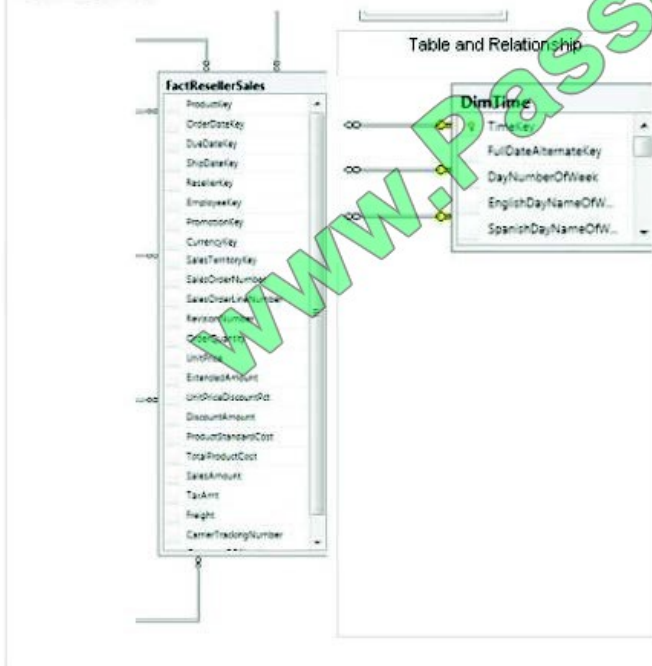 FactResellerSales
ProductKey
OrderDateKey
DueDateKey
ShipDateKey
ResellerKey
EmployeeKey
PromotionKey
CurrencyKey
SalesTerritoryKey
SalesOrderNumber
SalesOrderLineNumber
RevisionNumber
OrderQuantity
UnitPrice
ExtendedAmount
UnitPriceDiscountPct
DiscountAmount
ProductStandardCost
TotalProductCost
SalesAmount
TaxAmt
Freight
CarrierTrackingNumber
Table and Relationship
DimTime
TimeKey
FullDateAlternateKey
DayNumberOfWeek
EnglishDayNameOfW...
SpanishDayNameOfW...
www.Pass